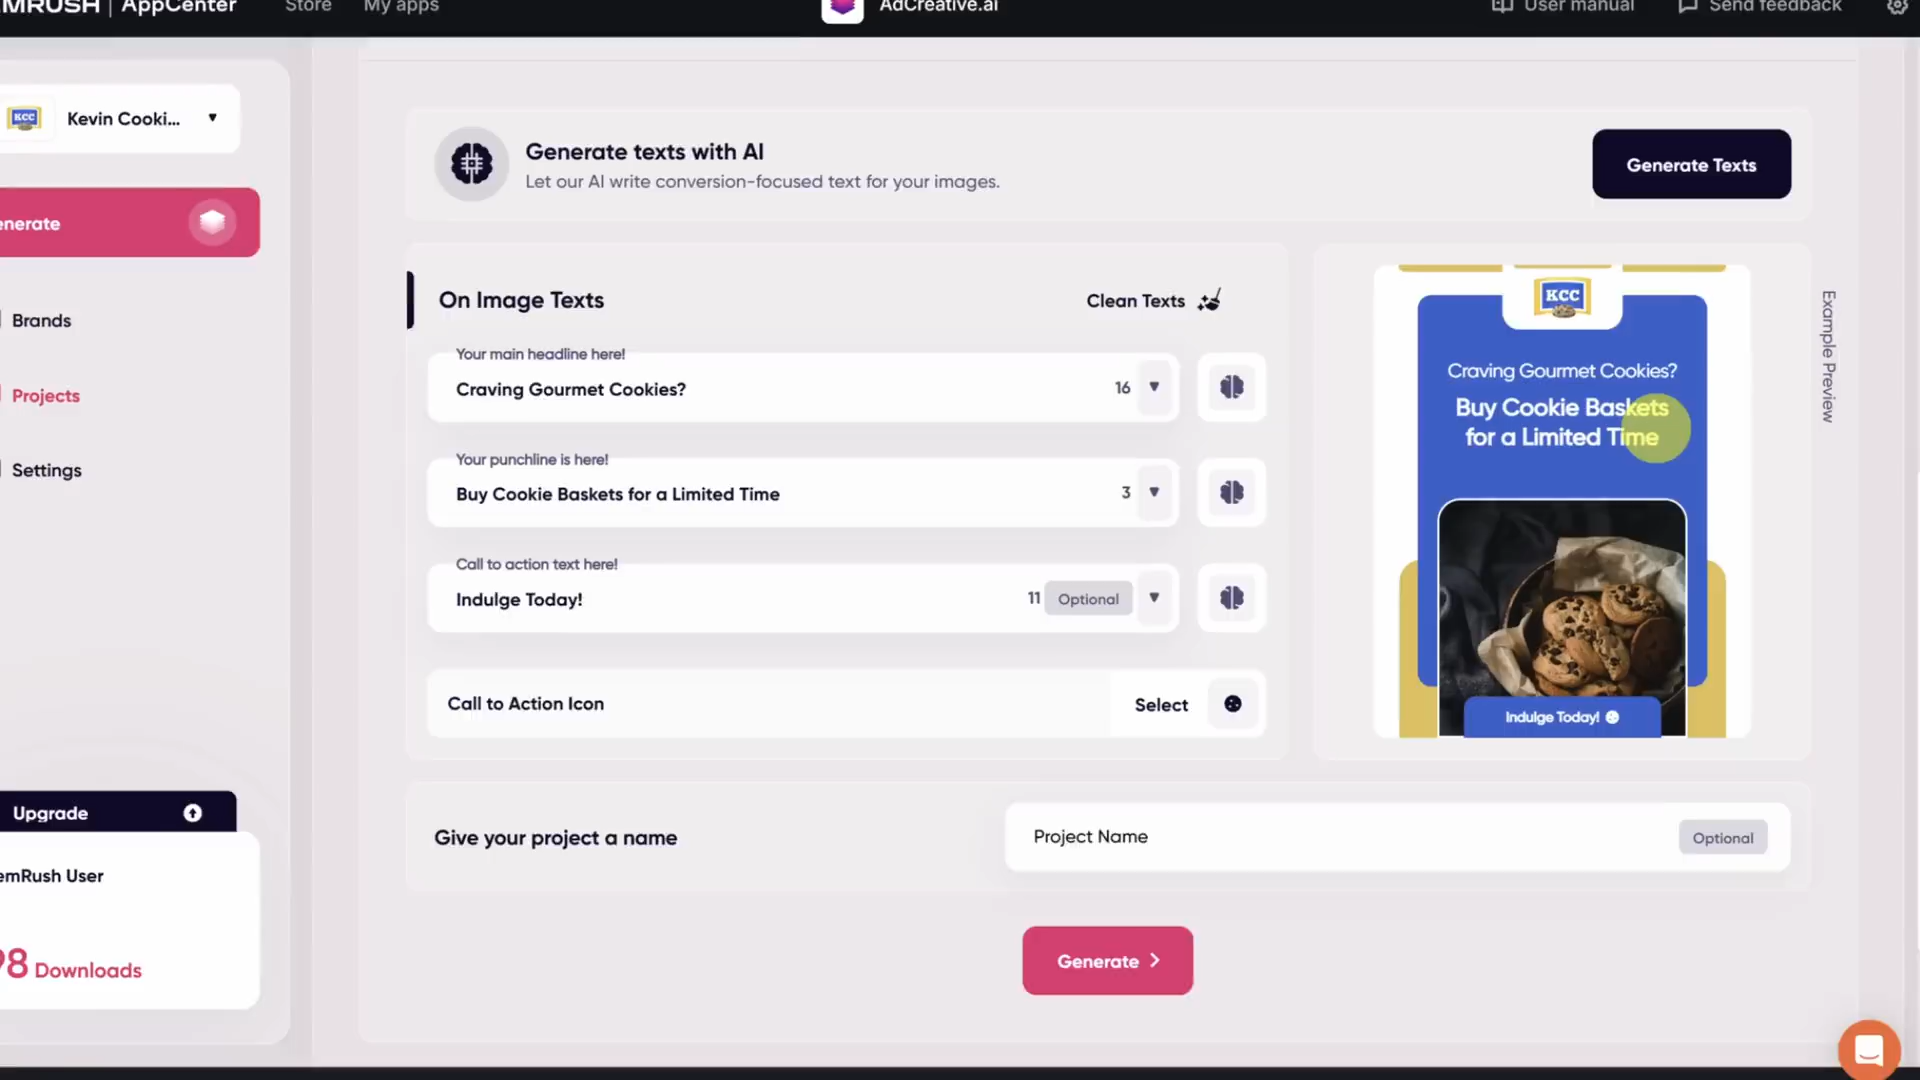 MRUSH | AppCenter
Store
My apps
AdCreative.ai
User manual
Send feedback
KCC
Kevin Cooki...
enerate
Brands
Projects
Settings
Upgrade
emRush User
98 Downloads
Generate texts with AI
Let our AI write conversion-focused text for your images.
Generate Texts
On Image Texts
Clean Texts
Your main headline here!
Craving Gourmet Cookies?
16
Your punchline is here!
Buy Cookie Baskets for a Limited Time
3
Call to action text here!
Indulge Today!
11
Optional
Call to Action Icon
Select
KCC
Craving Gourmet Cookies?
Buy Cookie Baskets
for a Limited Time
Indulge Today!
Example Preview
Give your project a name
Project Name
Optional
Generate